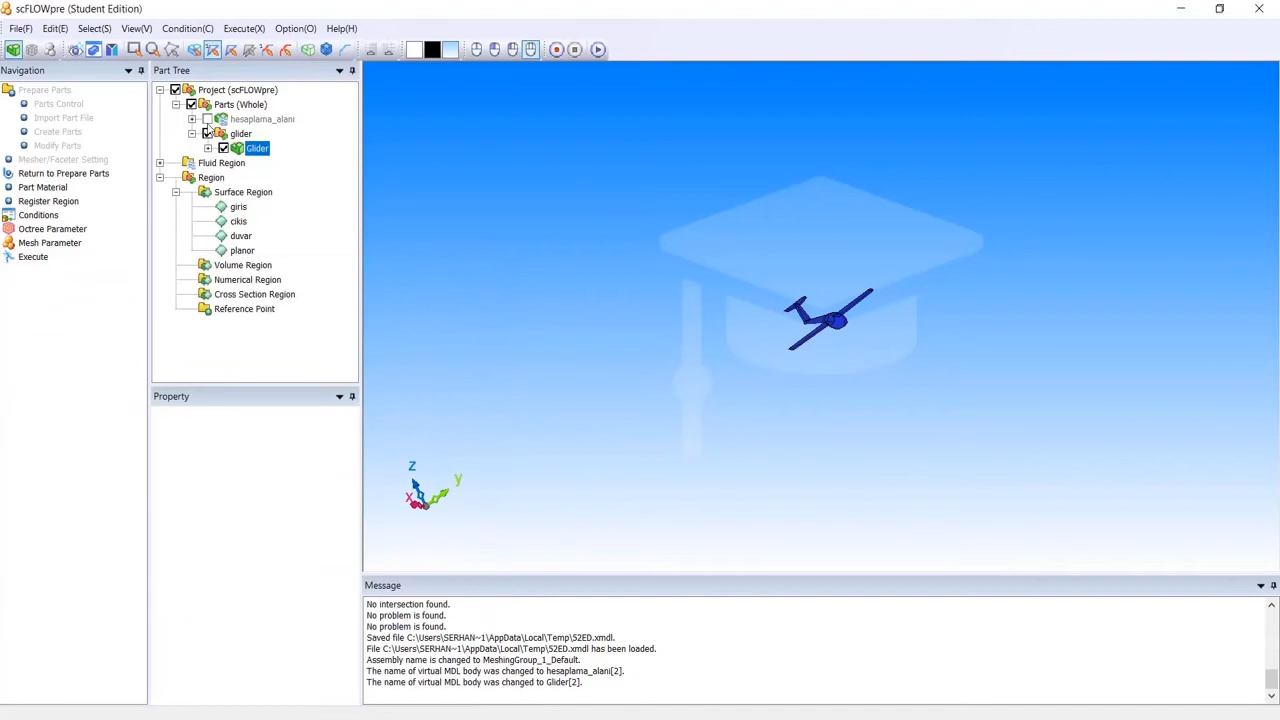 scFLOWpre (Student Edition)
File(F) Edit(E) Select(S) View(V) Condition(C) Execute(X) Option(O) Help(H)
Navigation
Prepare Parts
Parts Control
Import Part File
Create Parts
Modify Parts
Mesher/Faceter Setting
Return to Prepare Parts
Part Material
Register Region
Conditions
Octree Parameter
Mesh Parameter
Execute
Part Tree
Project (scFLOWpre)
Parts (Whole)
hesaplama_alani
glider
Glider
Fluid Region
Region
Surface Region
giris
cikis
duvar
planor
Volume Region
Numerical Region
Cross Section Region
Reference Point
Property
z
y
x
Message
No intersection found.
No problem is found.
No problem is found.
Saved file C:\Users\SERHAN~1\AppData\Local\Temp\52ED.xmdl.
File C:\Users\SERHAN~1\AppData\Local\Temp\52ED.xmdl has been loaded.
Assembly name is changed to MeshingGroup_1_Default.
The name of virtual MDL body was changed to hesaplama_alani[2].
The name of virtual MDL body was changed to Glider[2].